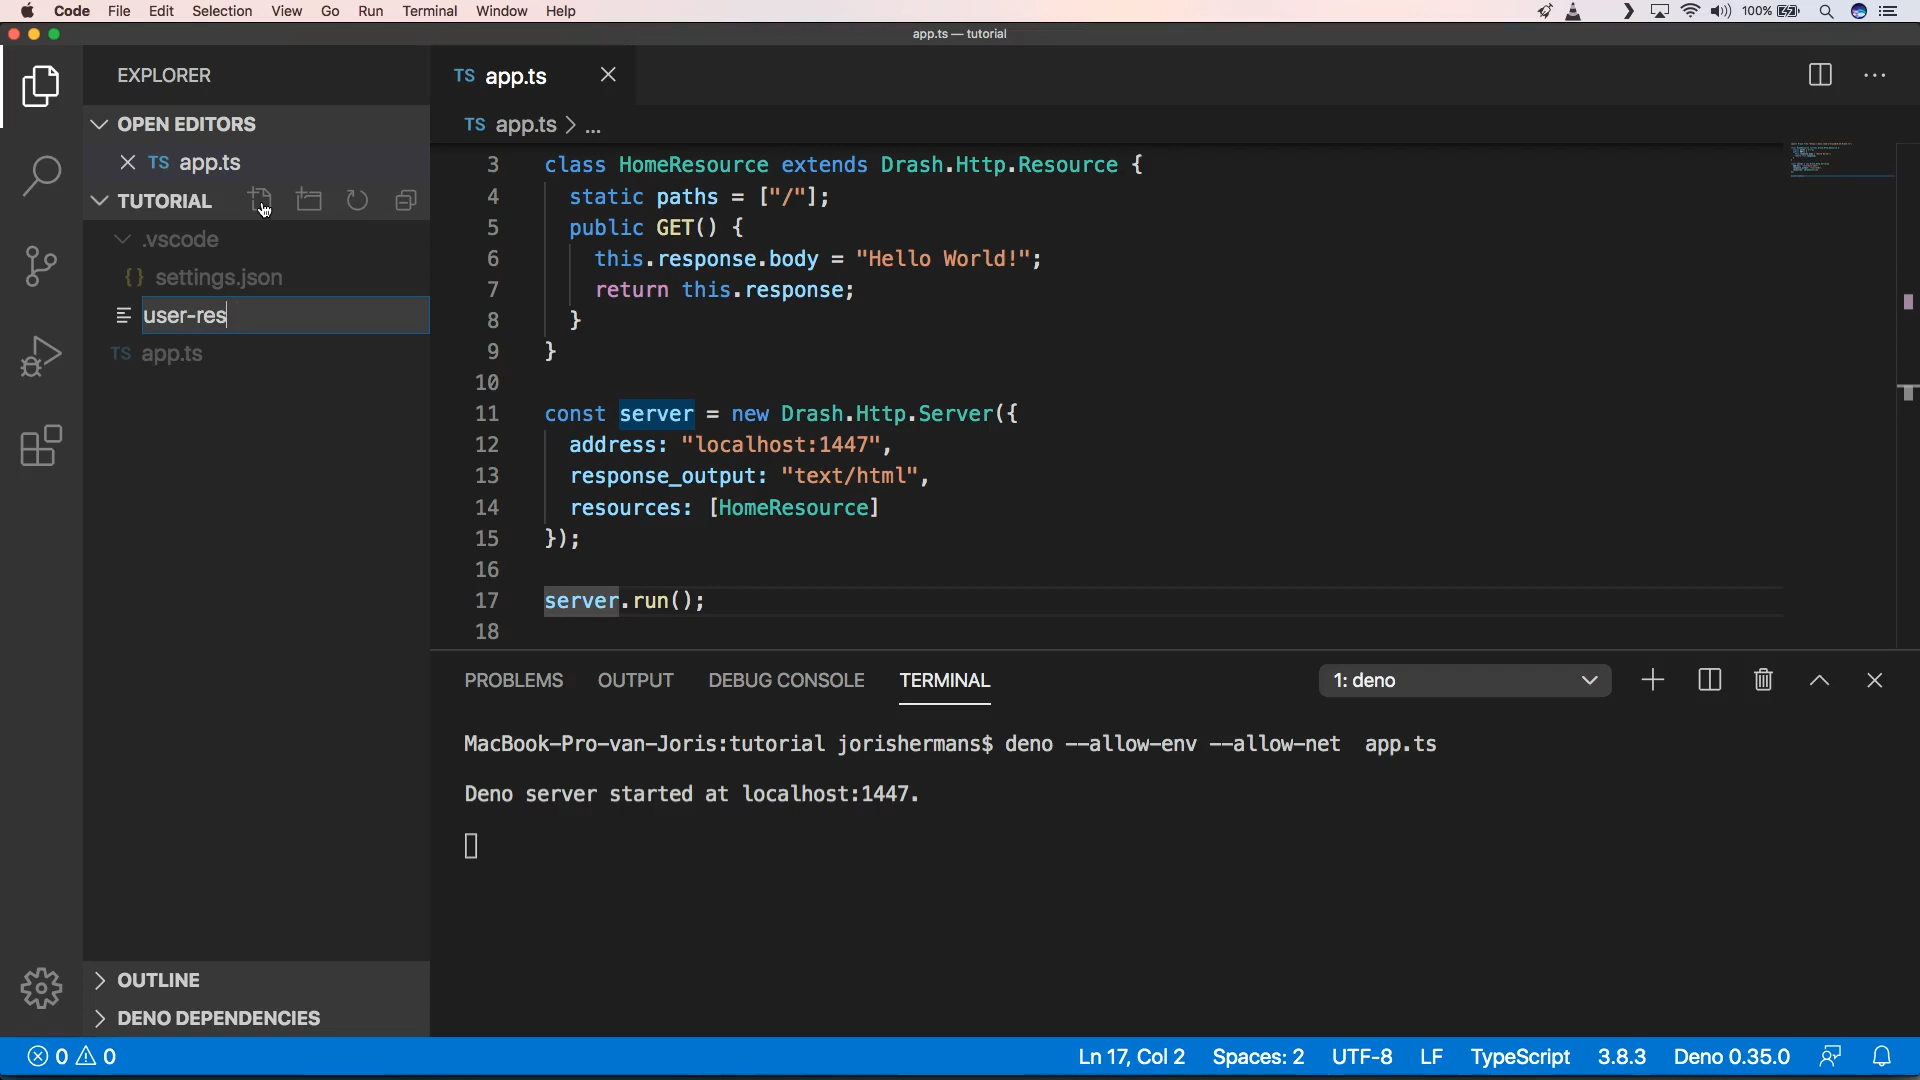 Code File Edit Selection View Go Run Terminal Window Help 100%
app.ts — tutorial
EXPLORER
OPEN EDITORS
TS app.ts
TUTORIAL
.vscode
{} settings.json
user-res
TS app.ts
OUTLINE
DENO DEPENDENCIES
TS app.ts
TS app.ts > ...
3 class HomeResource extends Drash.Http.Resource {
4 static paths = ["/"];
5 public GET() {
6 this.response.body = "Hello World!";
7 return this.response;
8 }
9 }
10
11 const server = new Drash.Http.Server({
12 address: "localhost:1447",
13 response_output: "text/html",
14 resources: [HomeResource]
15 });
16
17 server.run();
18
PROBLEMS OUTPUT DEBUG CONSOLE TERMINAL 1: deno
MacBook-Pro-van-Joris:tutorial jorishermans$ deno --allow-env --allow-net  app.ts
Deno server started at localhost:1447.
0 0 Ln 17, Col 2 Spaces: 2 UTF-8 LF TypeScript 3.8.3 Deno 0.35.0